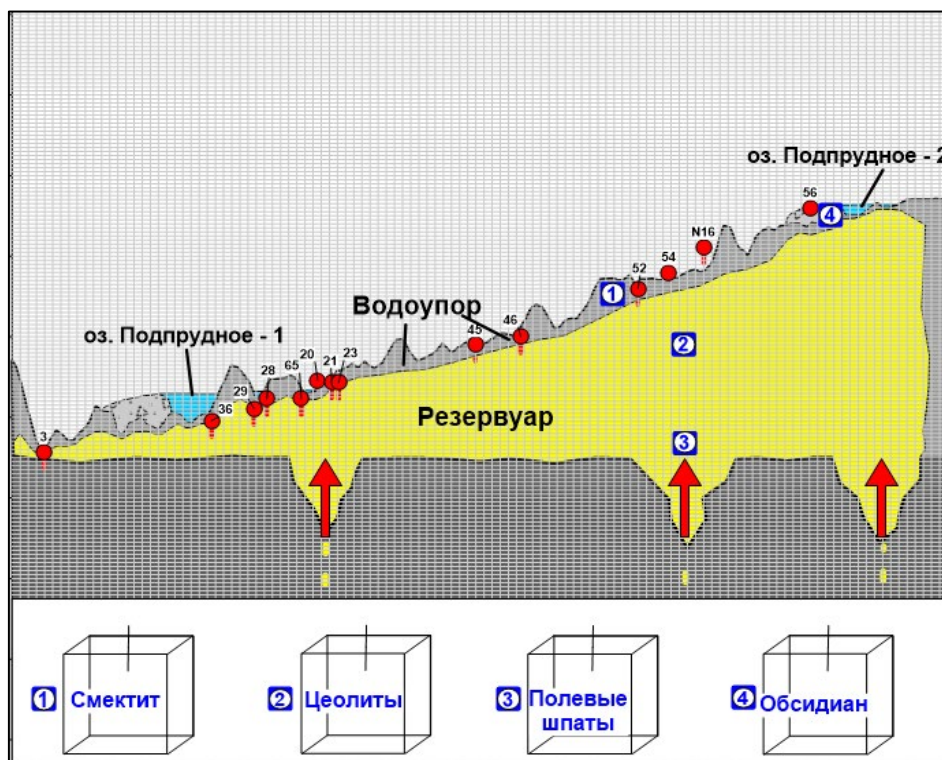 оз. Подпрудное - 2
56
4
N16
54
52
1
Водоупор
46
45
2
оз. Подпрудное - 1
20
21
23
65
28
29
36
Резервуар
3
3
1 Смектит
2 Цеолиты
3 Полевые
шпаты
4 Обсидиан